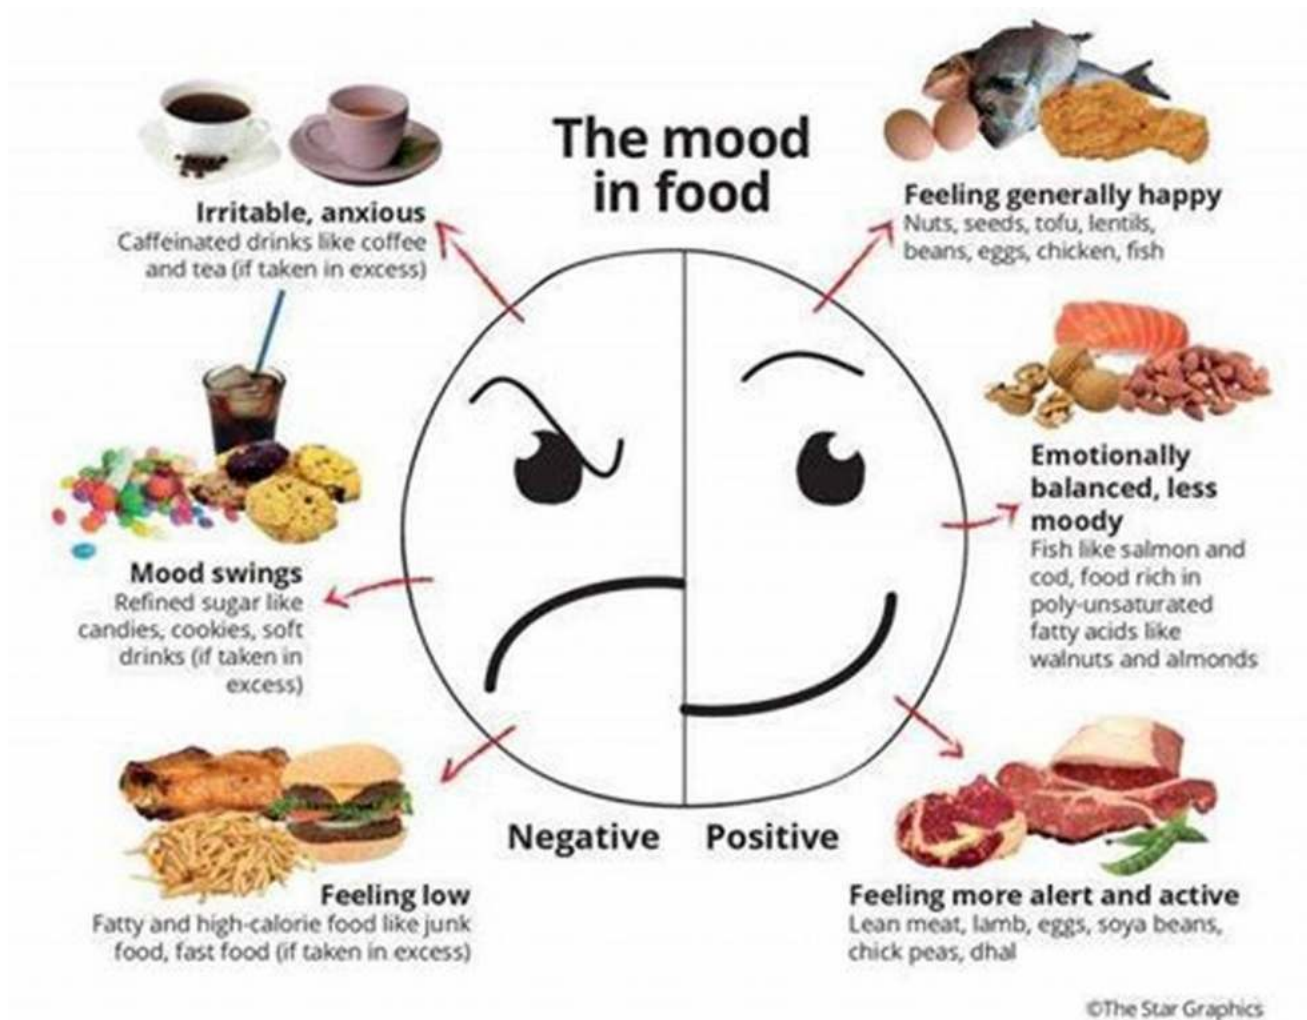 The mood
in food
Irritable, anxious
Caffeinated drinks like coffee
and tea (if taken in excess)
Mood swings
Refined sugar like
candies, cookies, soft
drinks (if taken in
excess)
Feeling low
Fatty and high-calorie food like junk
food, fast food (if taken in excess)
Negative
Positive
Feeling generally happy
Nuts, seeds, tofu, lentils,
beans, eggs, chicken, fish
Emotionally
balanced, less
moody
Fish like salmon and
cod, food rich in
poly-unsaturated
fatty acids like
walnuts and almonds
Feeling more alert and active
Lean meat, lamb, eggs, soya beans,
chick peas, dhal
©The Star Graphics